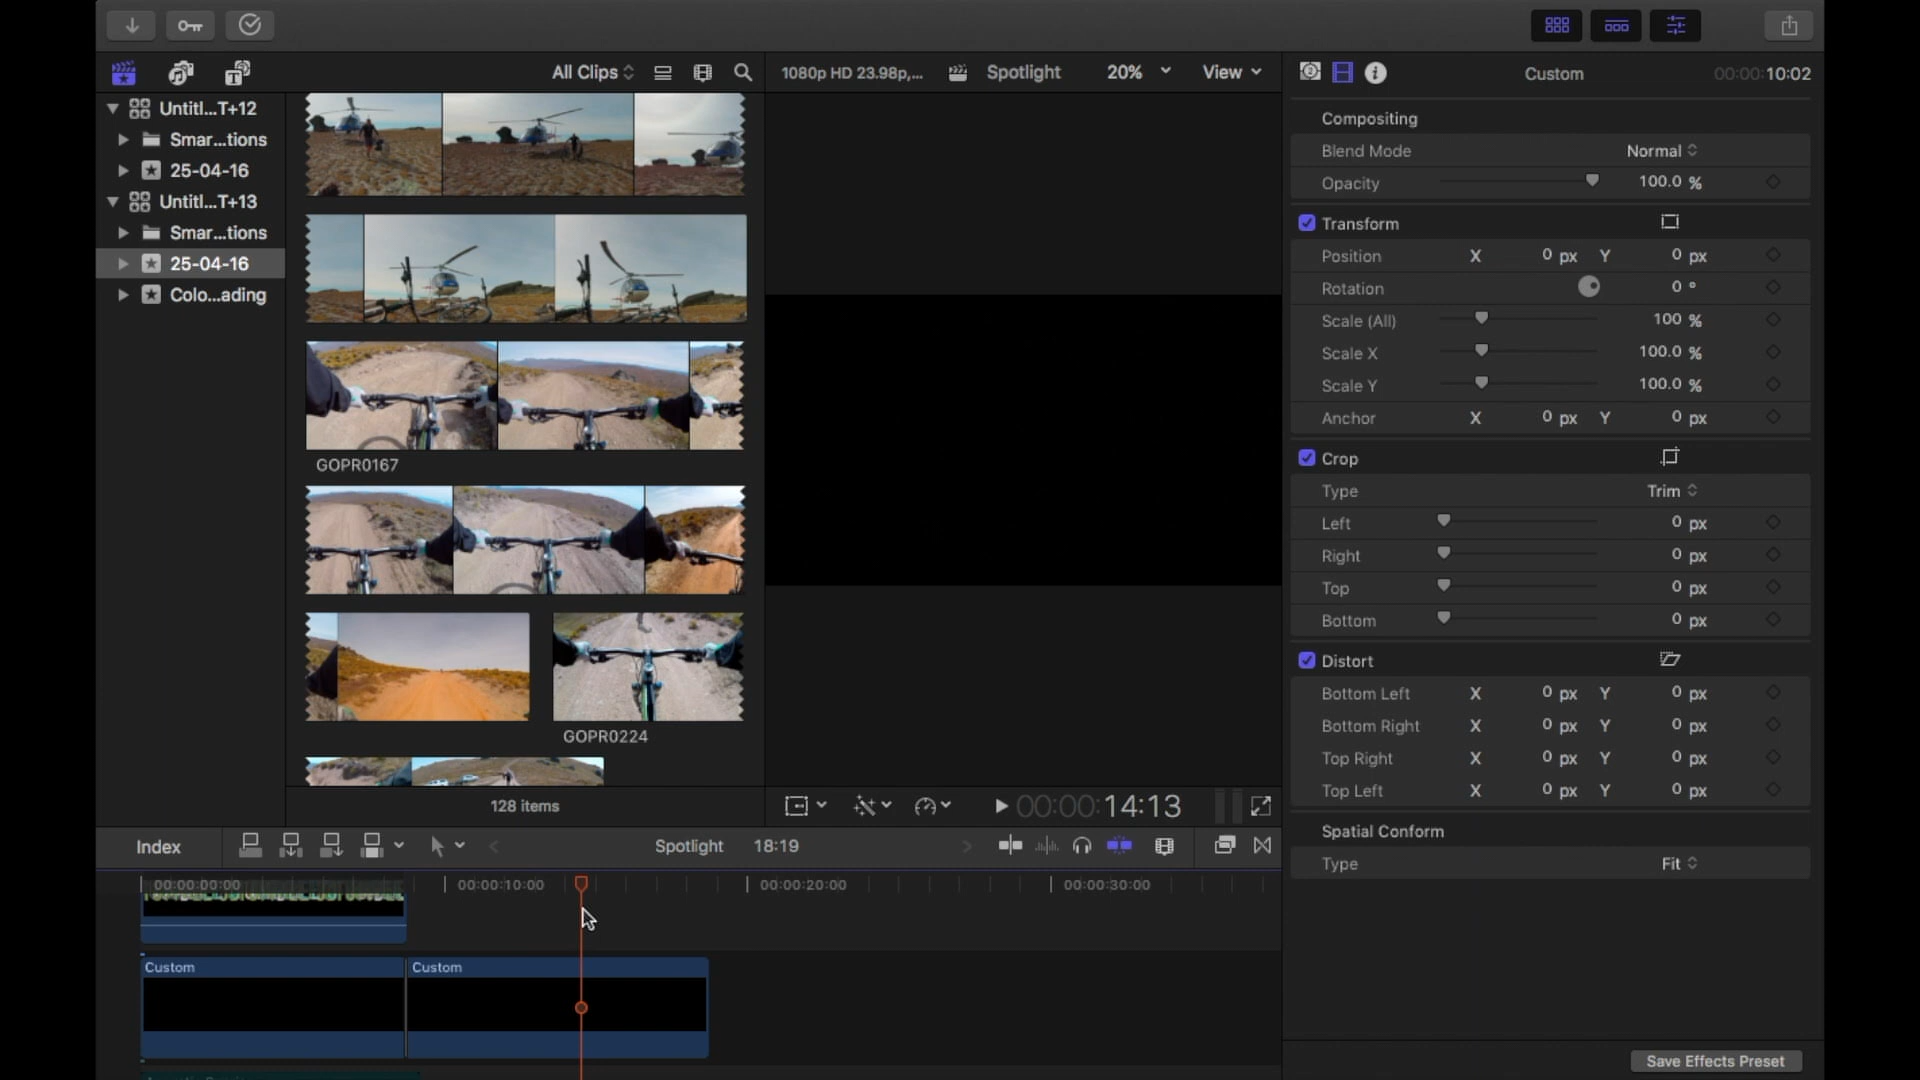 All Clips
1080p HD 23.98p,...
Spotlight
20%
View
Custom
00:00:10:02
Untitl...T+12
Smar...tions
25-04-16
Untitl...T+13
Smar...tions
25-04-16
Colo...ading
GOPR0167
GOPR0224
128 items
00:00:14:13
Compositing
Blend Mode
Normal
Opacity
100.0 %
Transform
Position X 0 px Y 0 px
Rotation 0 °
Scale (All) 100 %
Scale X 100.0 %
Scale Y 100.0 %
Anchor X 0 px Y 0 px
Crop
Type Trim
Left 0 px
Right 0 px
Top 0 px
Bottom 0 px
Distort
Bottom Left X 0 px Y 0 px
Bottom Right X 0 px Y 0 px
Top Right X 0 px Y 0 px
Top Left X 0 px Y 0 px
Spatial Conform
Type Fit
Save Effects Preset
Index
Spotlight 18:19
00:00:00:00 00:00:10:00 00:00:20:00 00:00:30:00
Custom Custom